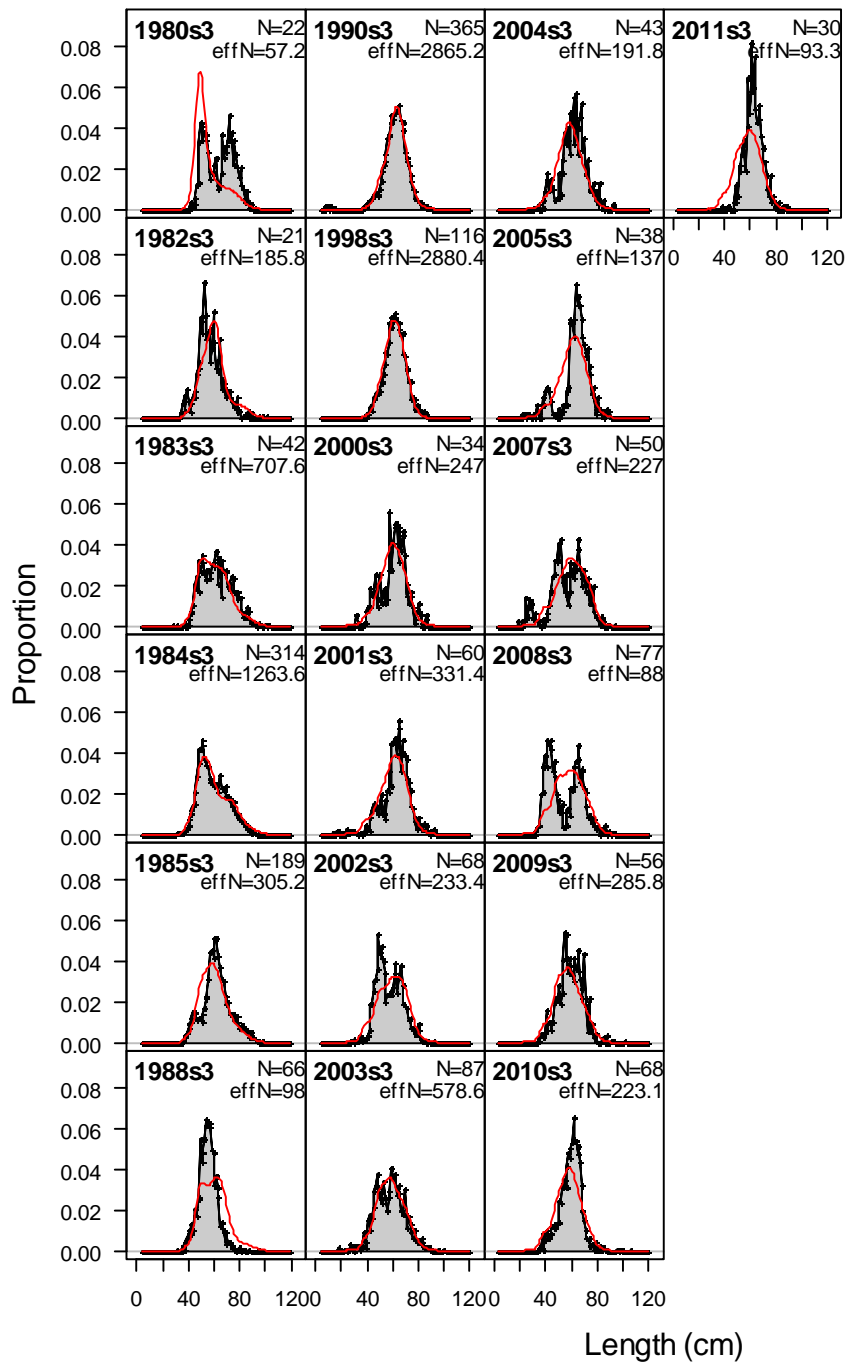 1980s3 N=22 effN=57.2
1990s3 N=365 effN=2865.2
2004s3 N=43 effN=191.8
2011s3 N=30 effN=93.3
0.08
0.06
0.04
0.02
0.00
1982s3 N=21 effN=185.8
1998s3 N=116 effN=2880.4
2005s3 N=38 effN=137
0 40 80 120
0.08
0.06
0.04
0.02
0.00
1983s3 N=42 effN=707.6
2000s3 N=34 effN=247
2007s3 N=50 effN=227
0.08
0.06
0.04
0.02
0.00
1984s3 N=314 effN=1263.6
2001s3 N=60 effN=331.4
2008s3 N=77 effN=88
0.08
0.06
0.04
0.02
0.00
1985s3 N=189 effN=305.2
2002s3 N=68 effN=233.4
2009s3 N=56 effN=285.8
0.08
0.06
0.04
0.02
0.00
1988s3 N=66 effN=98
2003s3 N=87 effN=578.6
2010s3 N=68 effN=223.1
0.08
0.06
0.04
0.02
0.00
0 40 80 120
0 40 80 120
0 40 80 120
Proportion
Length (cm)